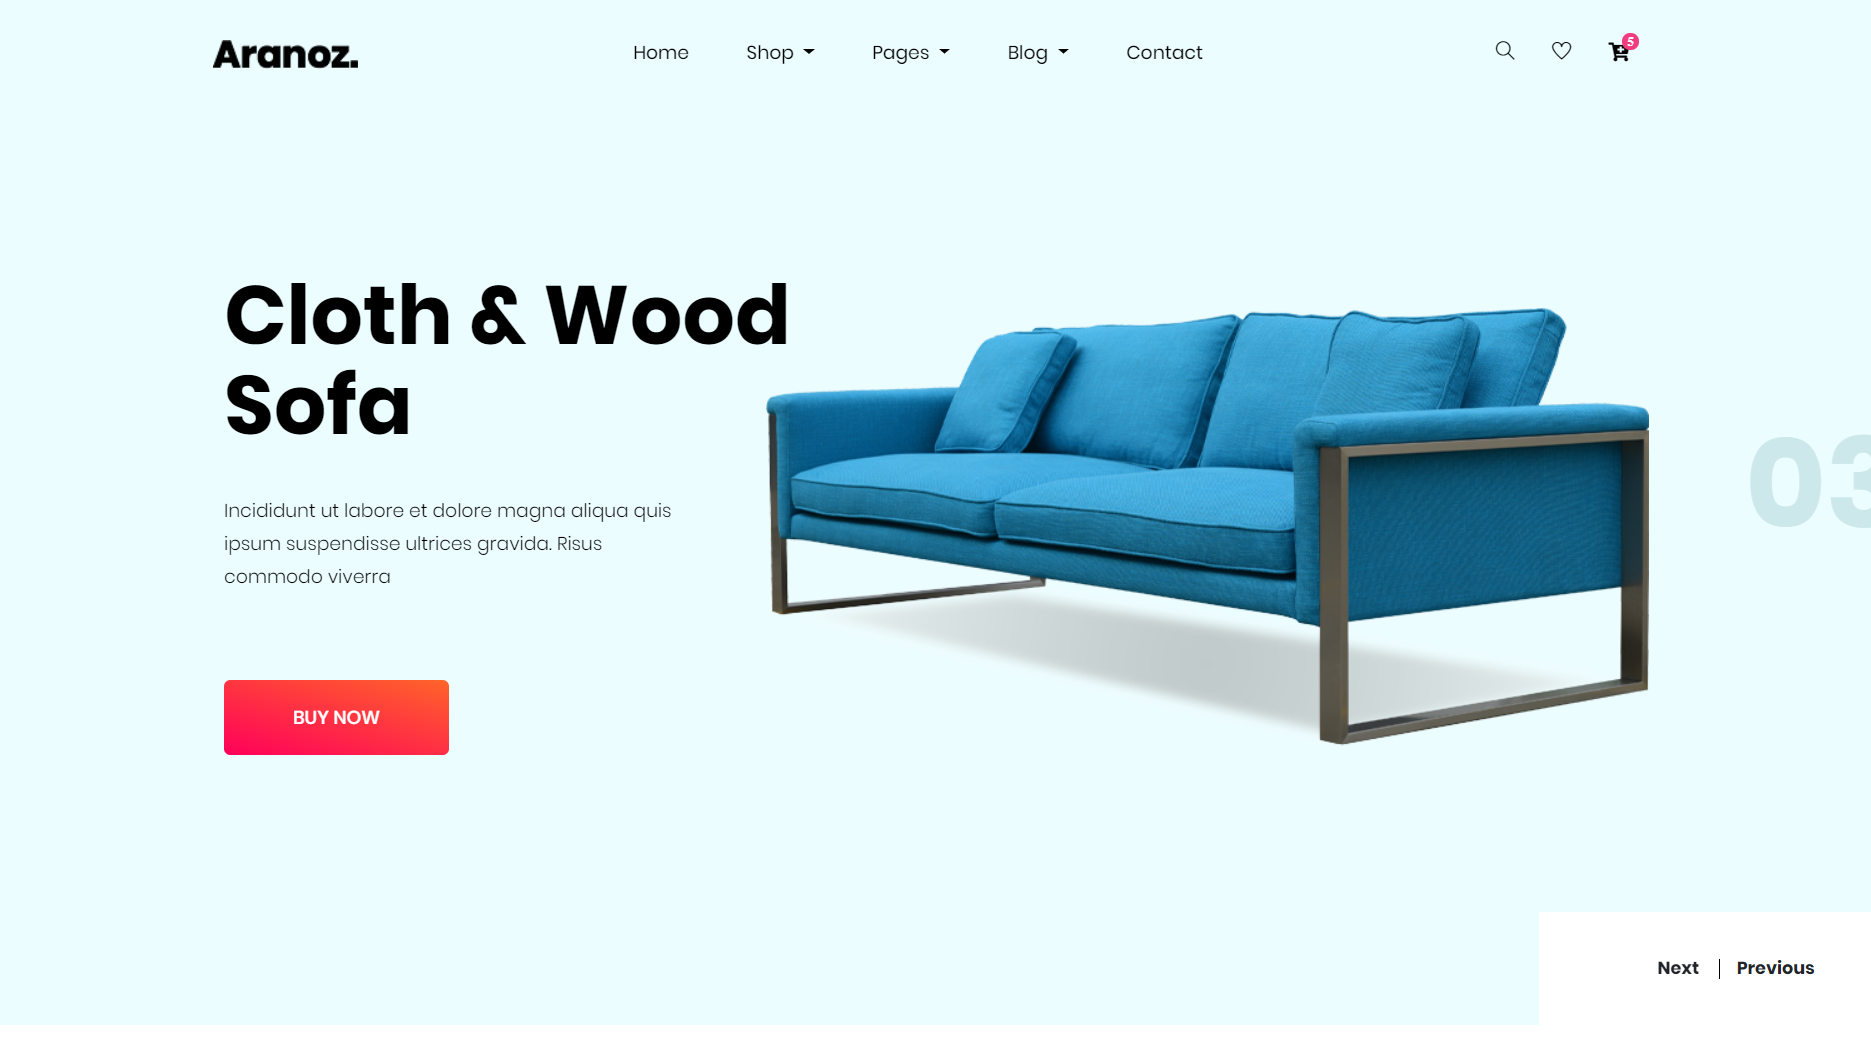 Aranoz.
Home Shop Pages Blog Contact
5
Cloth & Wood
Sofa
Incididunt ut labore et dolore magna aliqua quis
ipsum suspendisse ultrices gravida. Risus
commodo viverra
BUY NOW
03
Next | Previous